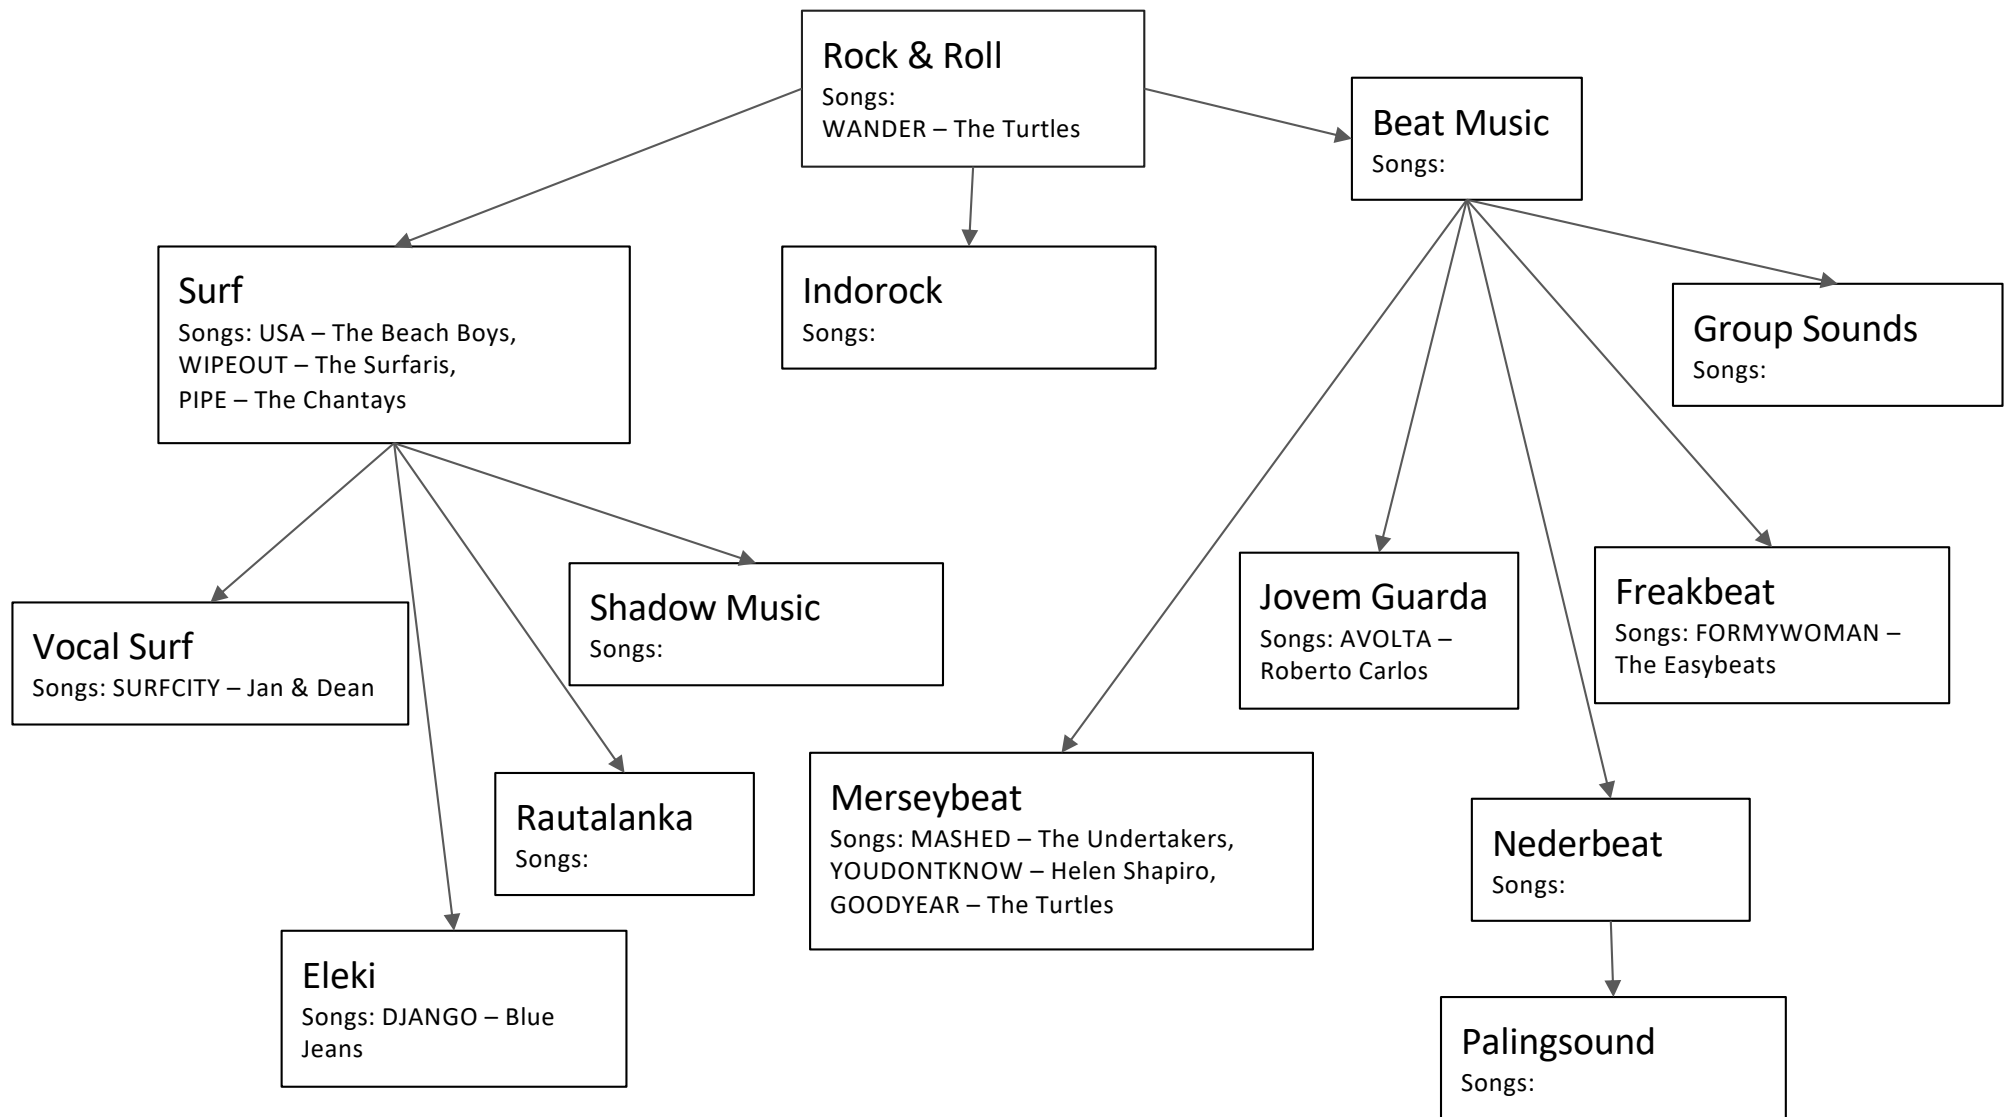 Rock & Roll
Songs:
WANDER – The Turtles
Beat Music
Songs:
Surf
Songs: USA – The Beach Boys,
WIPEOUT – The Surfaris,
PIPE – The Chantays
Indorock
Songs:
Group Sounds
Songs:
Vocal Surf
Songs: SURFCITY – Jan & Dean
Shadow Music
Songs:
Jovem Guarda
Songs: AVOLTA –
Roberto Carlos
Freakbeat
Songs: FORMYWOMAN –
The Easybeats
Rautalanka
Songs:
Merseybeat
Songs: MASHED – The Undertakers,
YOUDONTKNOW – Helen Shapiro,
GOODYEAR – The Turtles
Nederbeat
Songs:
Eleki
Songs: DJANGO – Blue
Jeans
Palingsound
Songs: